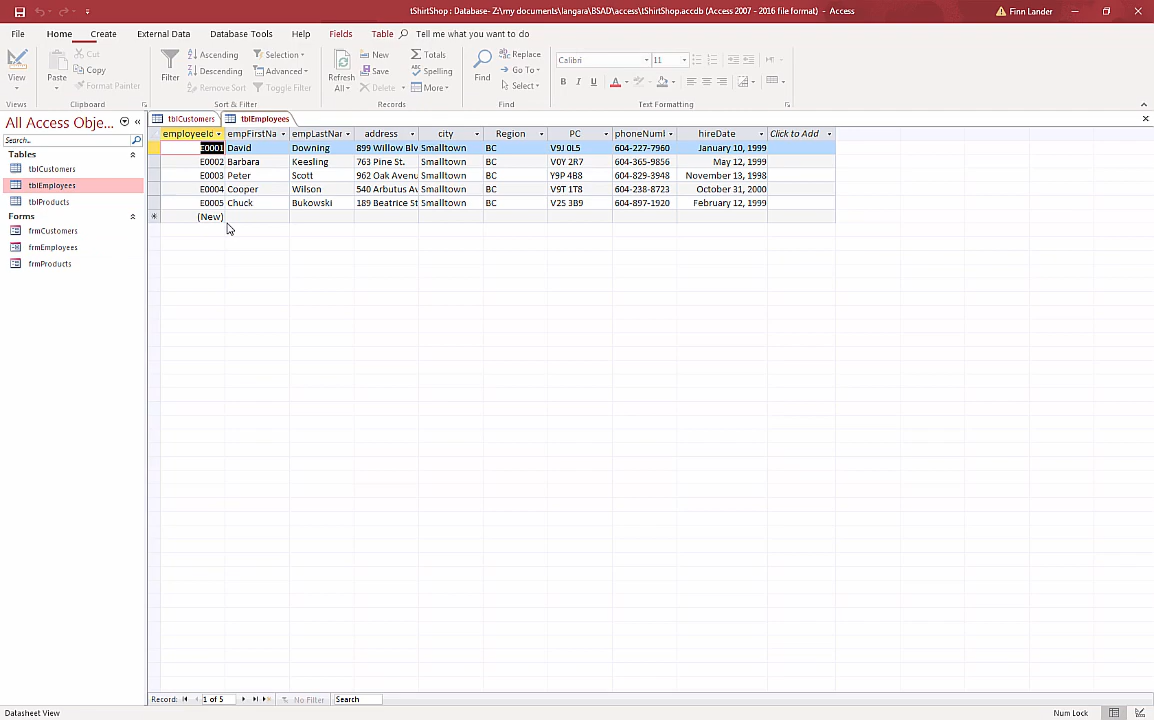 tShirtShop : Database- Z:\my documents\langara\BSAD\access\tShirtShop.accdb (Access 2007 - 2016 file format) - Access
Finn Lander
File Home Create External Data Database Tools Help Fields Table Tell me what you want to do
View
Views
Paste
Cut
Copy
Format Painter
Clipboard
Filter
Ascending
Descending
Remove Sort
Selection
Advanced
Toggle Filter
Sort & Filter
Refresh All
New
Save
Delete
Totals
Spelling
More
Records
Find
Replace
Go To
Select
Find
Calibri 11
B I U A
Text Formatting
All Access Obje...
Search...
Tables
tblCustomers
tblEmployees
tblProducts
Forms
frmCustomers
frmEmployees
frmProducts
tblCustomers tblEmployees
employeeId empFirstNa empLastNar address city Region PC phoneNuml hireDate Click to Add
E0001 David Downing 899 Willow Blv Smalltown BC V9J 0L5 604-227-7960 January 10, 1999
E0002 Barbara Keesling 763 Pine St. Smalltown BC V0Y 2R7 604-365-9856 May 12, 1999
E0003 Peter Scott 962 Oak Avenu Smalltown BC Y9P 4B8 604-829-3948 November 13, 1998
E0004 Cooper Wilson 540 Arbutus Av Smalltown BC V9T 1T8 604-238-8723 October 31, 2000
E0005 Chuck Bukowski 189 Beatrice St Smalltown BC V2S 3B9 604-897-1920 February 12, 1999
(New)
Record: 1 of 5 No Filter Search
Datasheet View
Num Lock